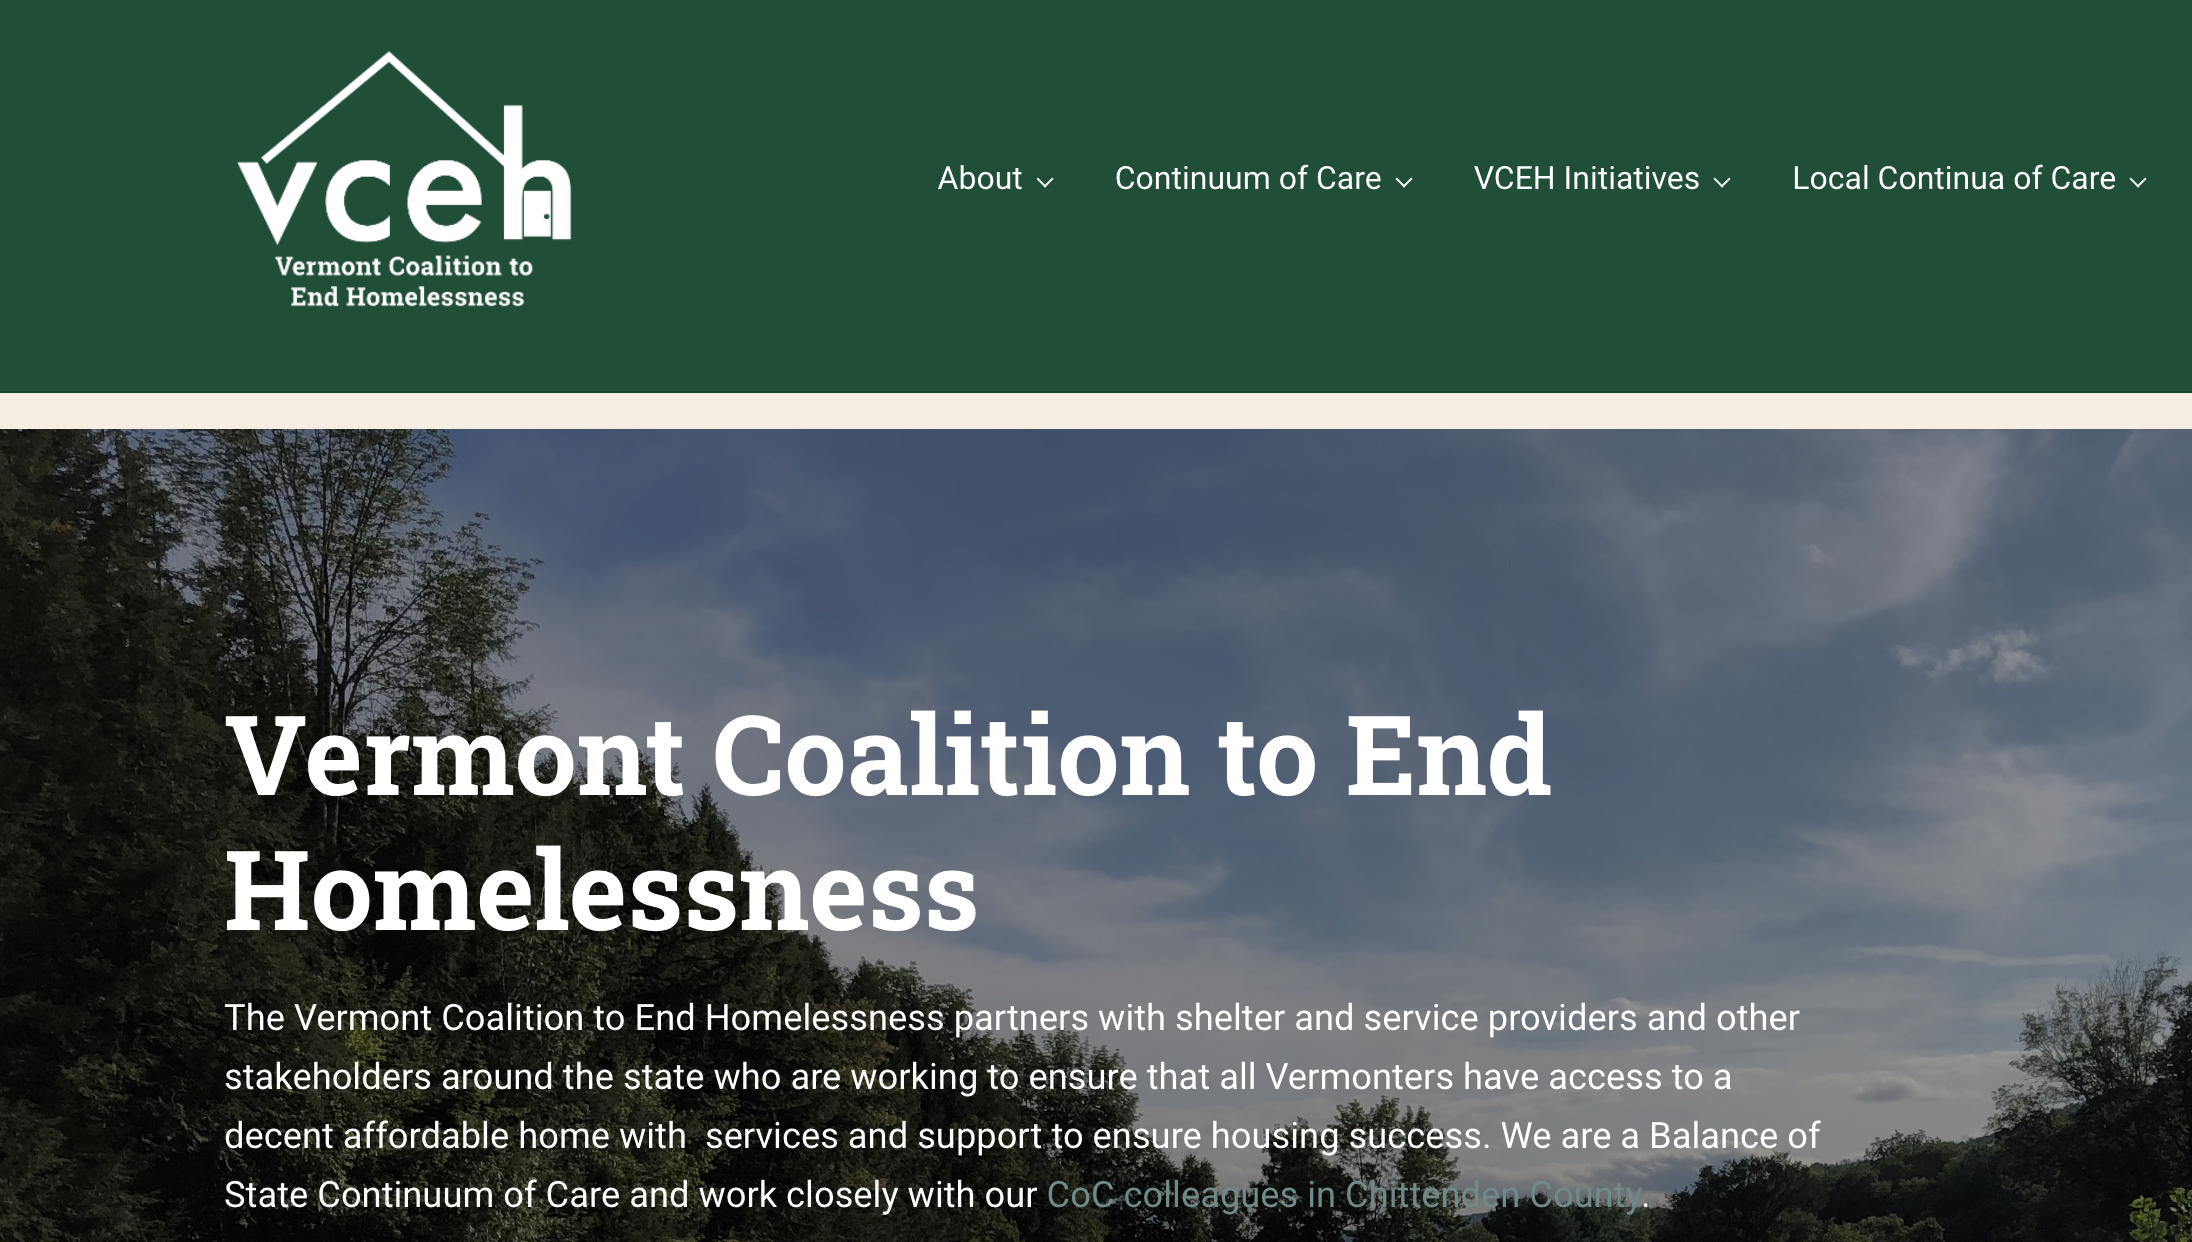 vceh
Vermont Coalition to
End Homelessness
About
Continuum of Care
VCEH Initiatives
Local Continua of Care
Vermont Coalition to End
Homelessness
The Vermont Coalition to End Homelessness partners with shelter and service providers and other
stakeholders around the state who are working to ensure that all Vermonters have access to a
decent affordable home with  services and support to ensure housing success. We are a Balance of
State Continuum of Care and work closely with our CoC colleagues in Chittenden County.